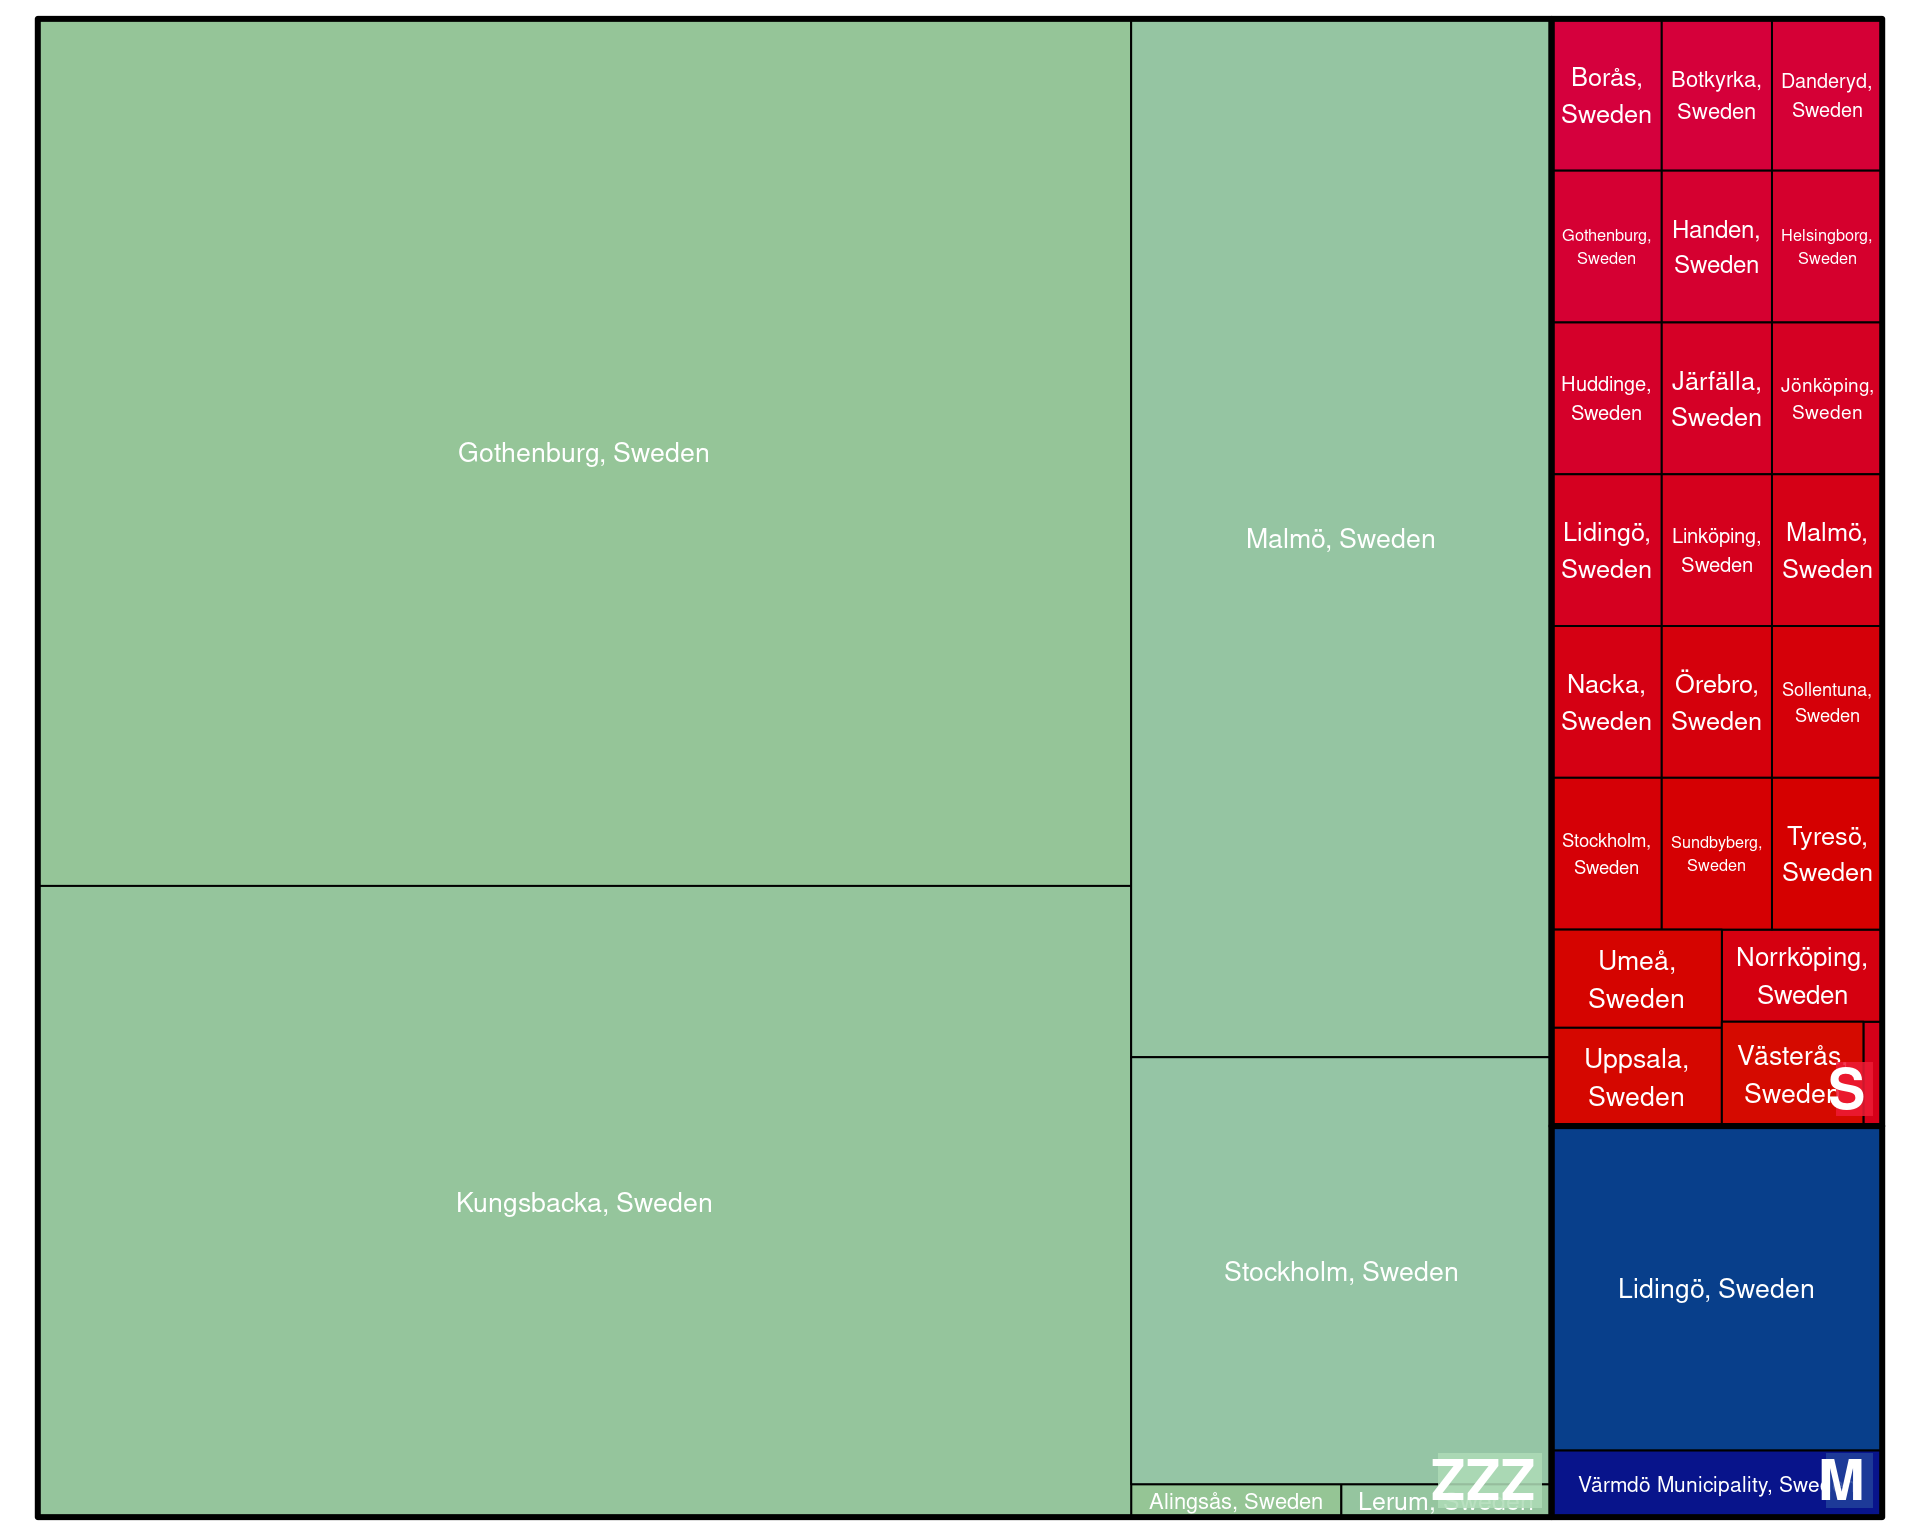 Gothenburg, Sweden
Kungsbacka, Sweden
Malmö, Sweden
Stockholm, Sweden
Alingsås, Sweden
Lerum, Sweden
ZZZ
Borås,
Sweden
Botkyrka,
Sweden
Danderyd,
Sweden
Gothenburg,
Sweden
Handen,
Sweden
Helsingborg,
Sweden
Huddinge,
Sweden
Järfälla,
Sweden
Jönköping,
Sweden
Lidingö,
Sweden
Linköping,
Sweden
Malmö,
Sweden
Nacka,
Sweden
Örebro,
Sweden
Sollentuna,
Sweden
Stockholm,
Sweden
Sundbyberg,
Sweden
Tyresö,
Sweden
Umeå,
Sweden
Norrköping,
Sweden
Uppsala,
Sweden
Västerås,
Sweden
S
Lidingö, Sweden
Värmdö Municipality, Swe
M